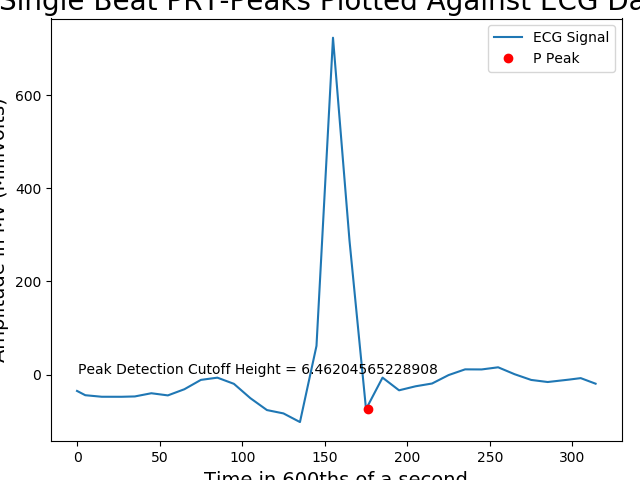 Single Beat PRT-Peaks Plotted Against ECG Da
ECG Signal
P Peak
600
400
200
0
Amplitude in MV (Millivolts)
Peak Detection Cutoff Height = 6.46204565228908
0 50 100 150 200 250 300
Time in 600ths of a second